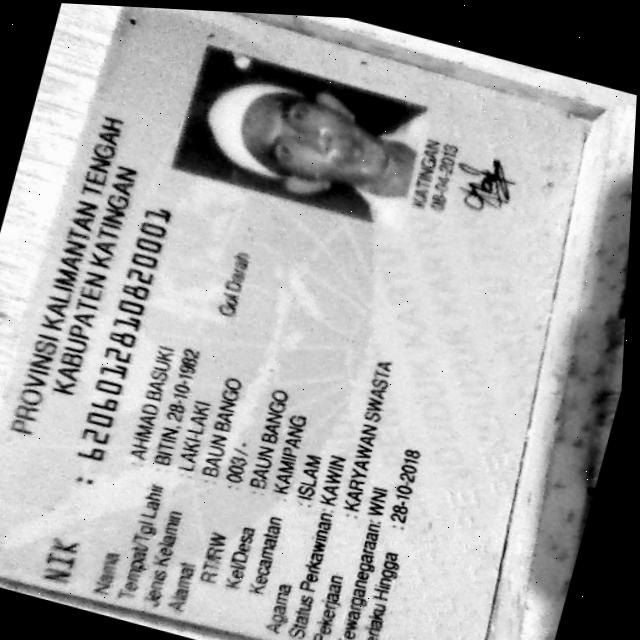 PROVINSI KALIMANTAN TENGAH
KABUPATEN KATINGAN
NIK : 6206012810820001
Nama AHMAD BASUKI
Tempat/Tgl Lahir BITIN, 28-10-1982
Jenis Kelamin LAKI-LAKI Gol Darah
Alamat :BAUN BANGO
RT/RW :003/-
Kel/Desa :BAUN BANGO
Kecamatan KAMIPANG
Agama :ISLAM
Status Perkawinan: KAWIN
Pekerjaan :KARYAWAN SWASTA
Kewarganegaraan: WNI
Berlaku Hingga :28-10-2018
KATINGAN
-04-2013